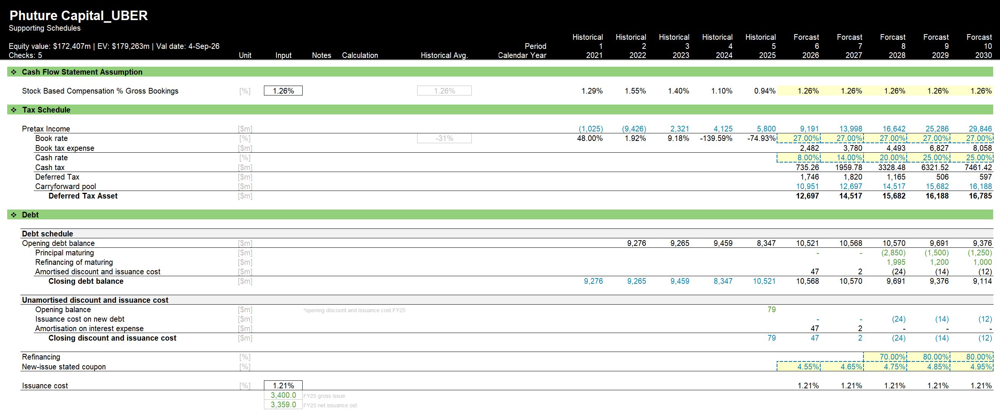 Phuture Capital_UBER
Supporting Schedules
Historical Historical Historical Historical Historical Forcast Forcast Forcast Forcast Forcast
Equity value: $172,407m | EV: $179,263m | Val date: 4-Sep-26 Period 1 2 3 4 5 6 7 8 9 10
Checks: 5 Unit Input Notes Calculation Historical Avg. Calendar Year 2021 2022 2023 2024 2025 2026 2027 2028 2029 2030
❖ Cash Flow Statement Assumption
Stock Based Compensation % Gross Bookings [%] 1.26% 1.26% 1.29% 1.55% 1.40% 1.10% 0.94% 1.26% 1.26% 1.26% 1.26% 1.26%
❖ Tax Schedule
Pretax Income [$m] (1,025) (9,426) 2,321 4,125 5,800 9,191 13,998 16,642 25,286 29,846
Book rate [%] -31% 48.00% 1.92% 9.18% -139.59% -74.93% 27.00% 27.00% 27.00% 27.00% 27.00%
Book tax expense [$m] 2,482 3,780 4,493 6,827 8,058
Cash rate [%] 8.00% 14.00% 20.00% 25.00% 25.00%
Cash tax [$m] 735.26 1959.78 3328.48 6321.52 7461.42
Deferred Tax [$m] 1,746 1,820 1,165 506 597
Carryforward pool [$m] 10,951 12,697 14,517 15,682 16,188
Deferred Tax Asset [$m] 12,697 14,517 15,682 16,188 16,785
❖ Debt
Debt schedule
Opening debt balance [$m] 9,276 9,265 9,459 8,347 10,521 10,568 10,570 9,691 9,376
Principal maturing [$m] - - (2,850) (1,500) (1,250)
Refinancing of maturing [$m] 1,995 1,200 1,000
Amortised discount and issuance cost [$m] 47 2 (24) (14) (12)
Closing debt balance [$m] 9,276 9,265 9,459 8,347 10,521 10,568 10,570 9,691 9,376 9,114
Unamortised discount and issuance cost
Opening balance [$m] *opening discount and issuance cost FY25 79
Issuance cost on new debt [$m] - - (24) (14) (12)
Amortisation on interest expense [$m] 47 2 - - -
Closing discount and issuance cost [$m] 79 47 2 (24) (14) (12)
Refinancing [%] 70.00% 80.00% 80.00%
New-issue stated coupon [%] 4.55% 4.65% 4.75% 4.85% 4.95%
Issuance cost [%] 1.21% 1.21% 1.21% 1.21% 1.21% 1.21%
3,400.0 FY25 gross issue
3,359.0 FY25 net issuance ost